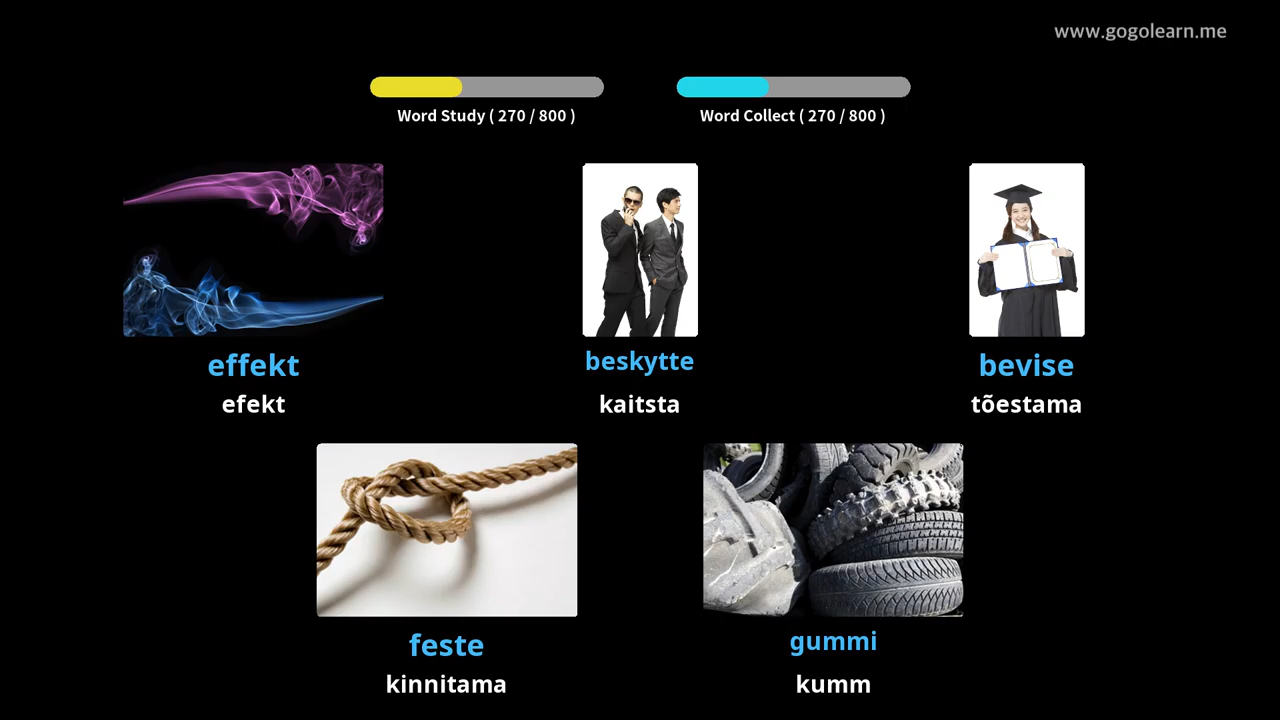 www.gogolearn.me
Word Study ( 270 / 800 )
Word Collect ( 270 / 800 )
effekt
efekt
beskytte
kaitsta
bevise
tõestama
feste
kinnitama
gummi
kumm